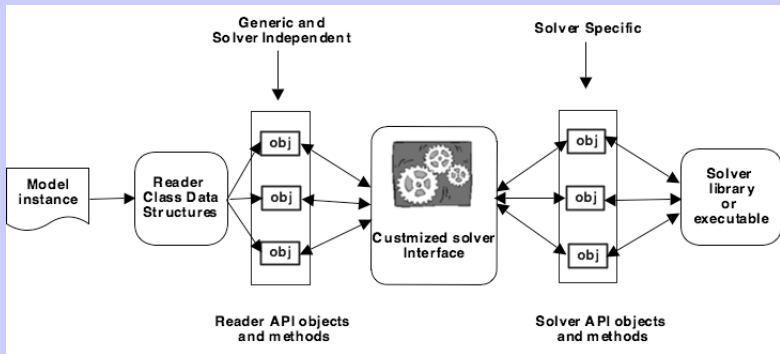 Generic and
Solver Independent
Solver Specific
Model
instance
Reader
Class Data
Structures
obj
obj
obj
Custmized solver
Interface
obj
obj
obj
Solver
library
or
executable
Reader API objects
and methods
Solver API objects
and methods